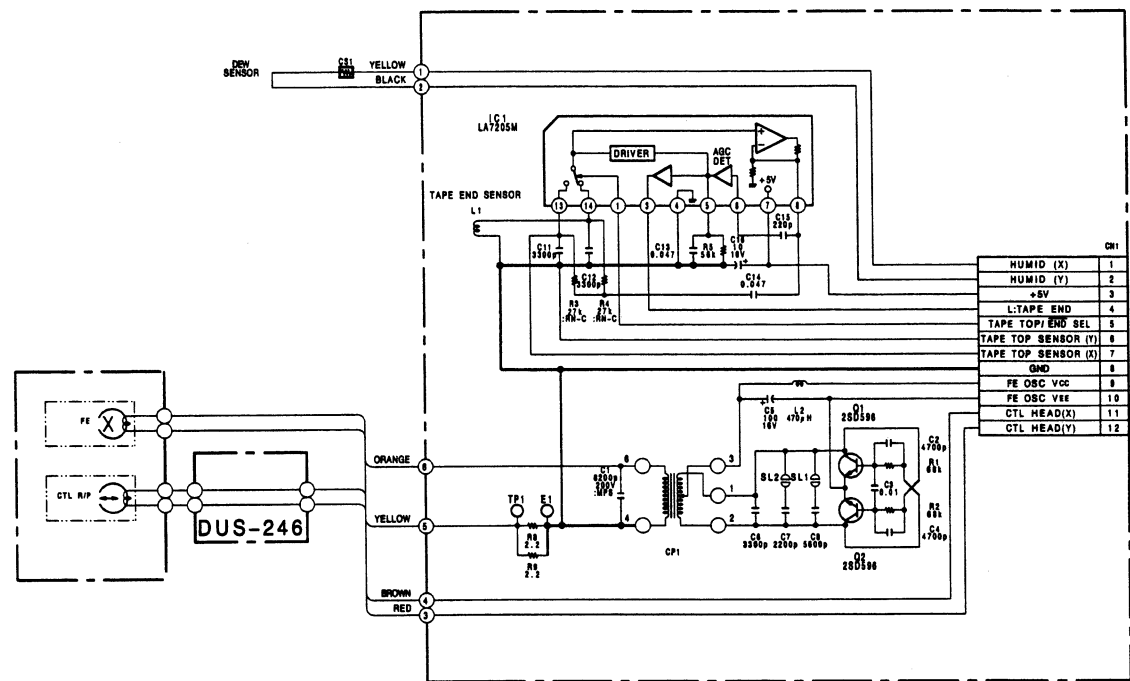 DEW
SENSOR
CS1
YELLOW
1
BLACK
2
IC1
LA7205M
DRIVER
AGC
DET
+5V
+
-
TAPE END SENSOR
L1
13
14
1
3
4
5
6
7
8
C11
3300p
C12
3300p
C13
0.047
R5
56k
C16
10
16V
C15
220p
C14
0.047
R3
27k
:RN-C
R4
27k
:RN-C
CN1
HUMID (X) 1
HUMID (Y) 2
+5V 3
L:TAPE END 4
TAPE TOP/END SEL 5
TAPE TOP SENSOR (Y) 6
TAPE TOP SENSOR (X) 7
GND 8
FE OSC VCC 9
FE OSC VEE 10
CTL HEAD(X) 11
CTL HEAD(Y) 12
FE
CTL R/P
DUS-246
ORANGE
6
YELLOW
5
BROWN
4
RED
3
TP1
E1
R8
2.2
R9
2.2
C1
8200p
200V
:MPS
6
4
3
1
2
CP1
+
C5
100
16V
L2
470μH
SL2
SL1
C6
3300p
C7
2200p
C8
5600p
Q1
2SD596
Q2
2SD596
C2
4700p
R1
68k
C3
0.01
R2
68k
C4
4700p